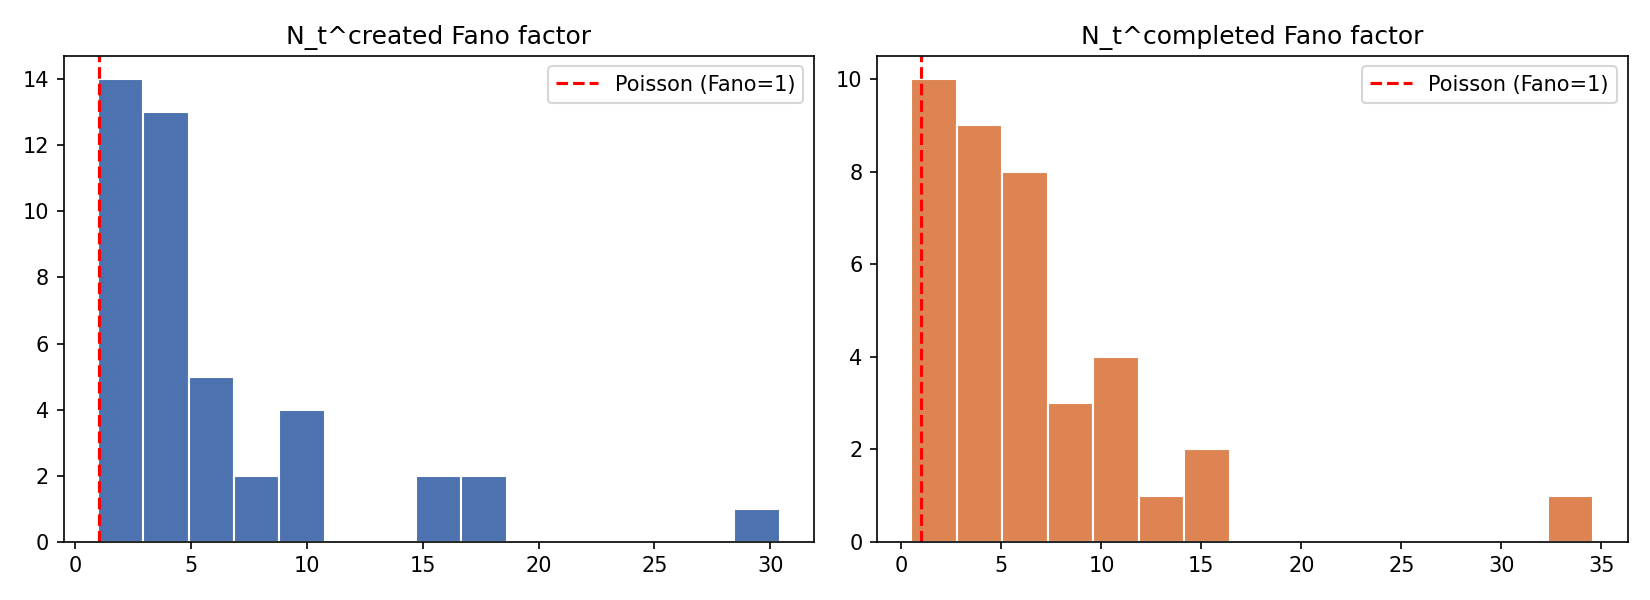 N_t^created Fano factor
Poisson (Fano=1)
14
12
10
8
6
4
2
0
0 5 10 15 20 25 30
N_t^completed Fano factor
Poisson (Fano=1)
10
8
6
4
2
0
0 5 10 15 20 25 30 35